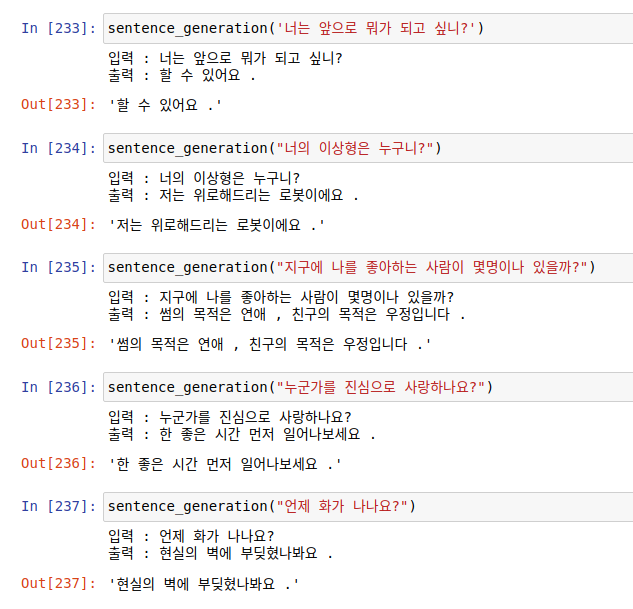 In [233]: sentence_generation('너는 앞으로 뭐가 되고 싶니?')
입력 : 너는 앞으로 뭐가 되고 싶니?
출력 : 할 수 있어요 .
Out[233]: '할 수 있어요 .'
In [234]: sentence_generation("너의 이상형은 누구니?")
입력 : 너의 이상형은 누구니?
출력 : 저는 위로해드리는 로봇이에요 .
Out[234]: '저는 위로해드리는 로봇이에요 .'
In [235]: sentence_generation("지구에 나를 좋아하는 사람이 몇명이나 있을까?")
입력 : 지구에 나를 좋아하는 사람이 몇명이나 있을까?
출력 : 썸의 목적은 연애 , 친구의 목적은 우정입니다 .
Out[235]: '썸의 목적은 연애 , 친구의 목적은 우정입니다 .'
In [236]: sentence_generation("누군가를 진심으로 사랑하나요?")
입력 : 누군가를 진심으로 사랑하나요?
출력 : 한 좋은 시간 먼저 일어나보세요 .
Out[236]: '한 좋은 시간 먼저 일어나보세요 .'
In [237]: sentence_generation("언제 화가 나나요?")
입력 : 언제 화가 나나요?
출력 : 현실의 벽에 부딪혔나봐요 .
Out[237]: '현실의 벽에 부딪혔나봐요 .'